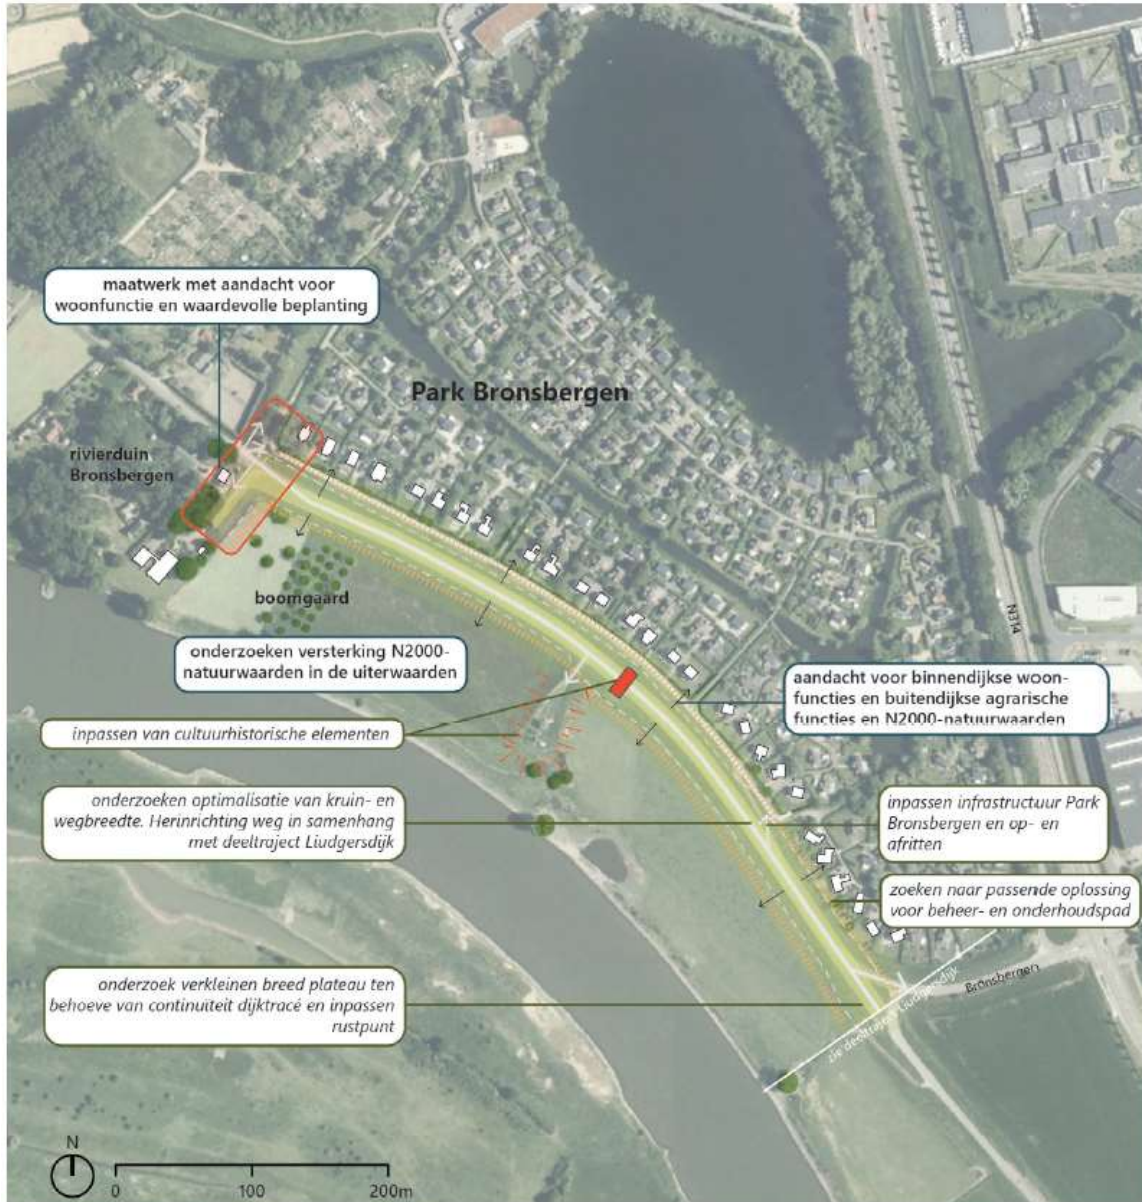 maatwerk met aandacht voor
woonfunctie en waardevolle beplanting
Park Bronsbergen
rivierduin
Bronsbergen
boomgaard
N314
onderzoeken versterking N2000-
natuurwaarden in de uiterwaarden
aandacht voor binnendijkse woon-
functies en buitendijkse agrarische
functies en N2000-natuurwaarden
inpassen van cultuurhistorische elementen
onderzoeken optimalisatie van kruin- en
wegbreedte. Herinrichting weg in samenhang
met deeltraject Liudgersdijk
inpassen infrastructuur Park
Bronsbergen en op- en
afritten
zoeken naar passende oplossing
voor beheer- en onderhoudspad
onderzoek verkleinen breed plateau ten
behoeve van continuïteit dijktracé en inpassen
rustpunt
Bronsbergen
zie deeltraject Liudgersdijk
N
0 100 200m